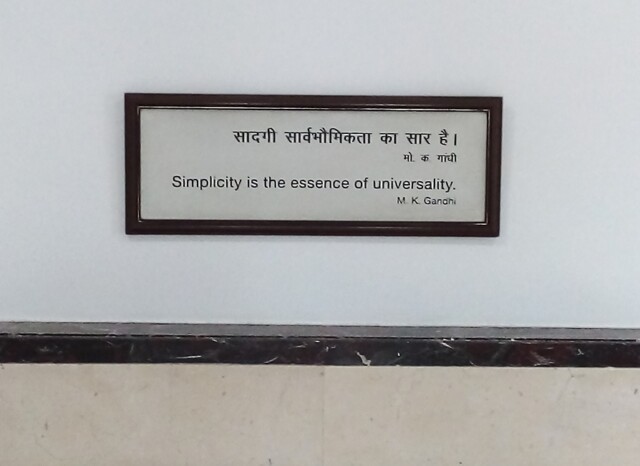 सादगी सार्वभौमिकता का सार है।
मो. क. गांधी
Simplicity is the essence of universality.
M. K. Gandhi